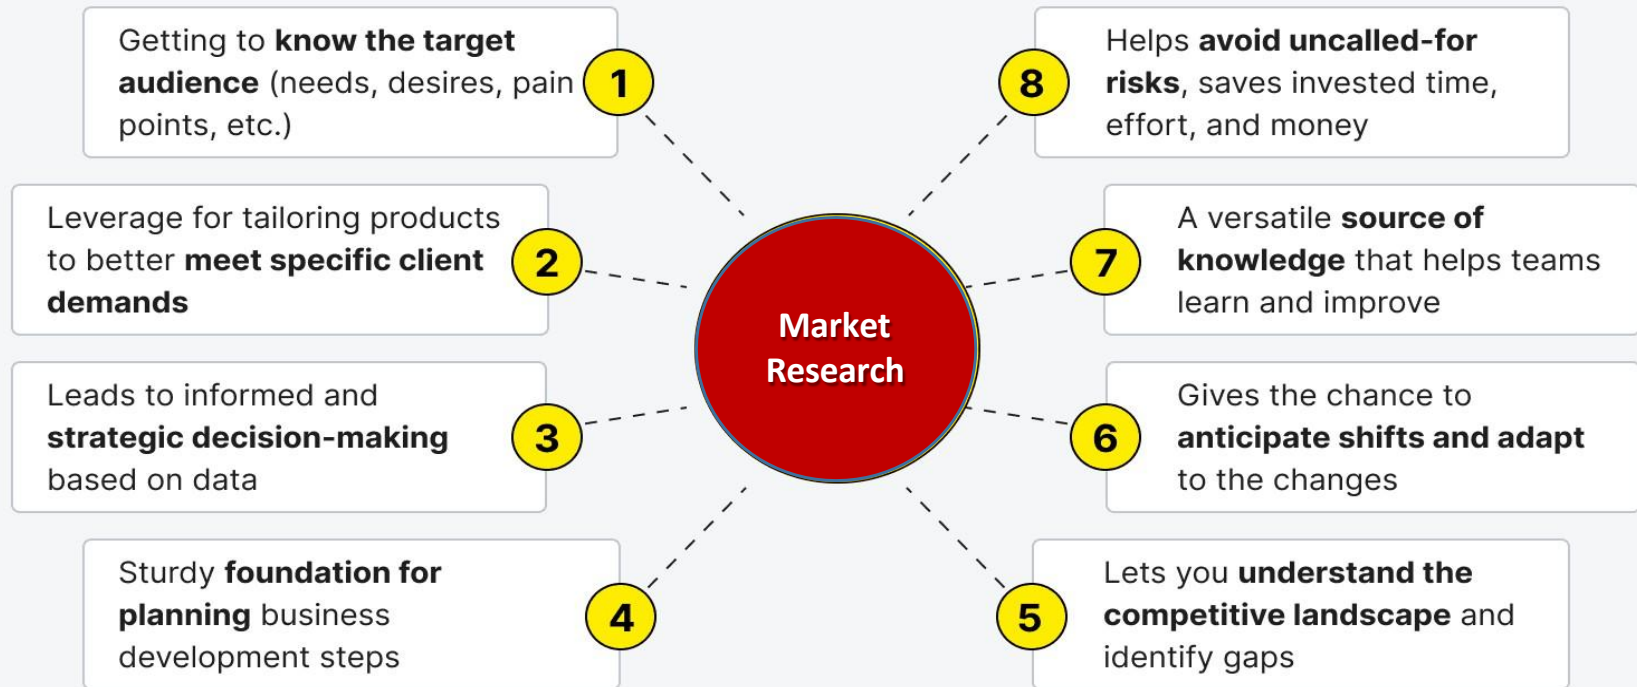 Getting to know the target
audience (needs, desires, pain
points, etc.)
1
Leverage for tailoring products
to better meet specific client
demands
2
Leads to informed and
strategic decision-making
based on data
3
Sturdy foundation for
planning business
development steps
4
Market
Research
Lets you understand the
competitive landscape and
identify gaps
5
Gives the chance to
anticipate shifts and adapt
to the changes
6
A versatile source of
knowledge that helps teams
learn and improve
7
Helps avoid uncalled-for
risks, saves invested time,
effort, and money
8